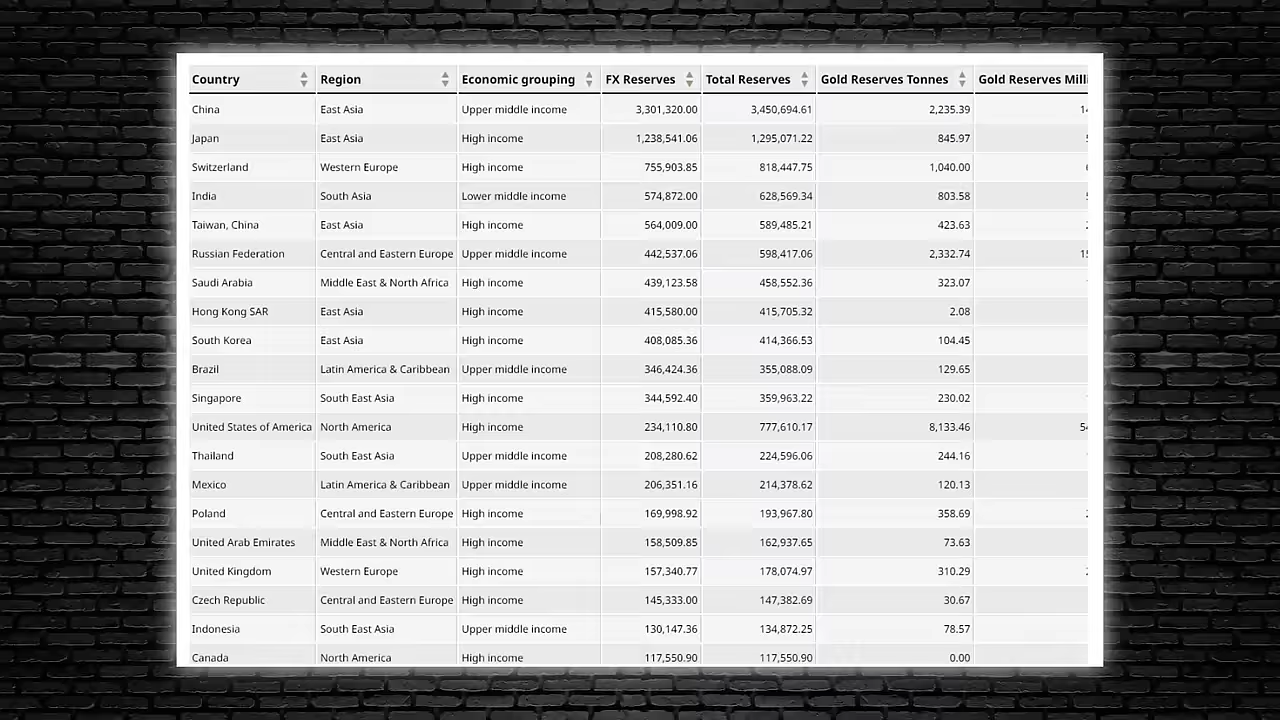 Country Region Economic grouping FX Reserves Total Reserves Gold Reserves Tonnes Gold Reserves
China East Asia Upper middle income 3,301,320.00 3,450,694.61 2,235.39
Japan East Asia High income 1,238,541.06 1,295,071.22 845.97
Switzerland Western Europe High income 755,903.85 818,447.75 1,040.00
India South Asia Lower middle income 574,872.00 628,569.34 803.58
Taiwan, China East Asia High income 564,009.00 589,485.21 423.63
Russian Federation Central and Eastern Europe Upper middle income 442,537.06 598,417.06 2,332.74
Saudi Arabia Middle East & North Africa High income 439,123.58 458,552.36 323.07
Hong Kong SAR East Asia High income 415,580.00 415,705.32 2.08
South Korea East Asia High income 408,085.36 414,366.53 104.45
Brazil Latin America & Caribbean Upper middle income 346,424.36 355,088.09 129.65
Singapore South East Asia High income 344,592.40 359,963.22 230.02
United States of America North America High income 234,110.80 777,610.17 8,133.46
Thailand South East Asia Upper middle income 208,280.62 224,596.06 244.16
Mexico Latin America & Caribbean Upper middle income 206,351.16 214,378.62 120.13
Poland Central and Eastern Europe High income 169,998.92 193,967.80 358.69
United Arab Emirates Middle East & North Africa High income 158,509.85 162,937.65 73.63
United Kingdom Western Europe High income 157,340.77 178,074.97 310.29
Czech Republic Central and Eastern Europe High income 145,333.00 147,382.69 30.67
Indonesia South East Asia Upper middle income 130,147.36 134,872.25 78.57
Canada North America High income 117,550.90 117,550.90 0.00